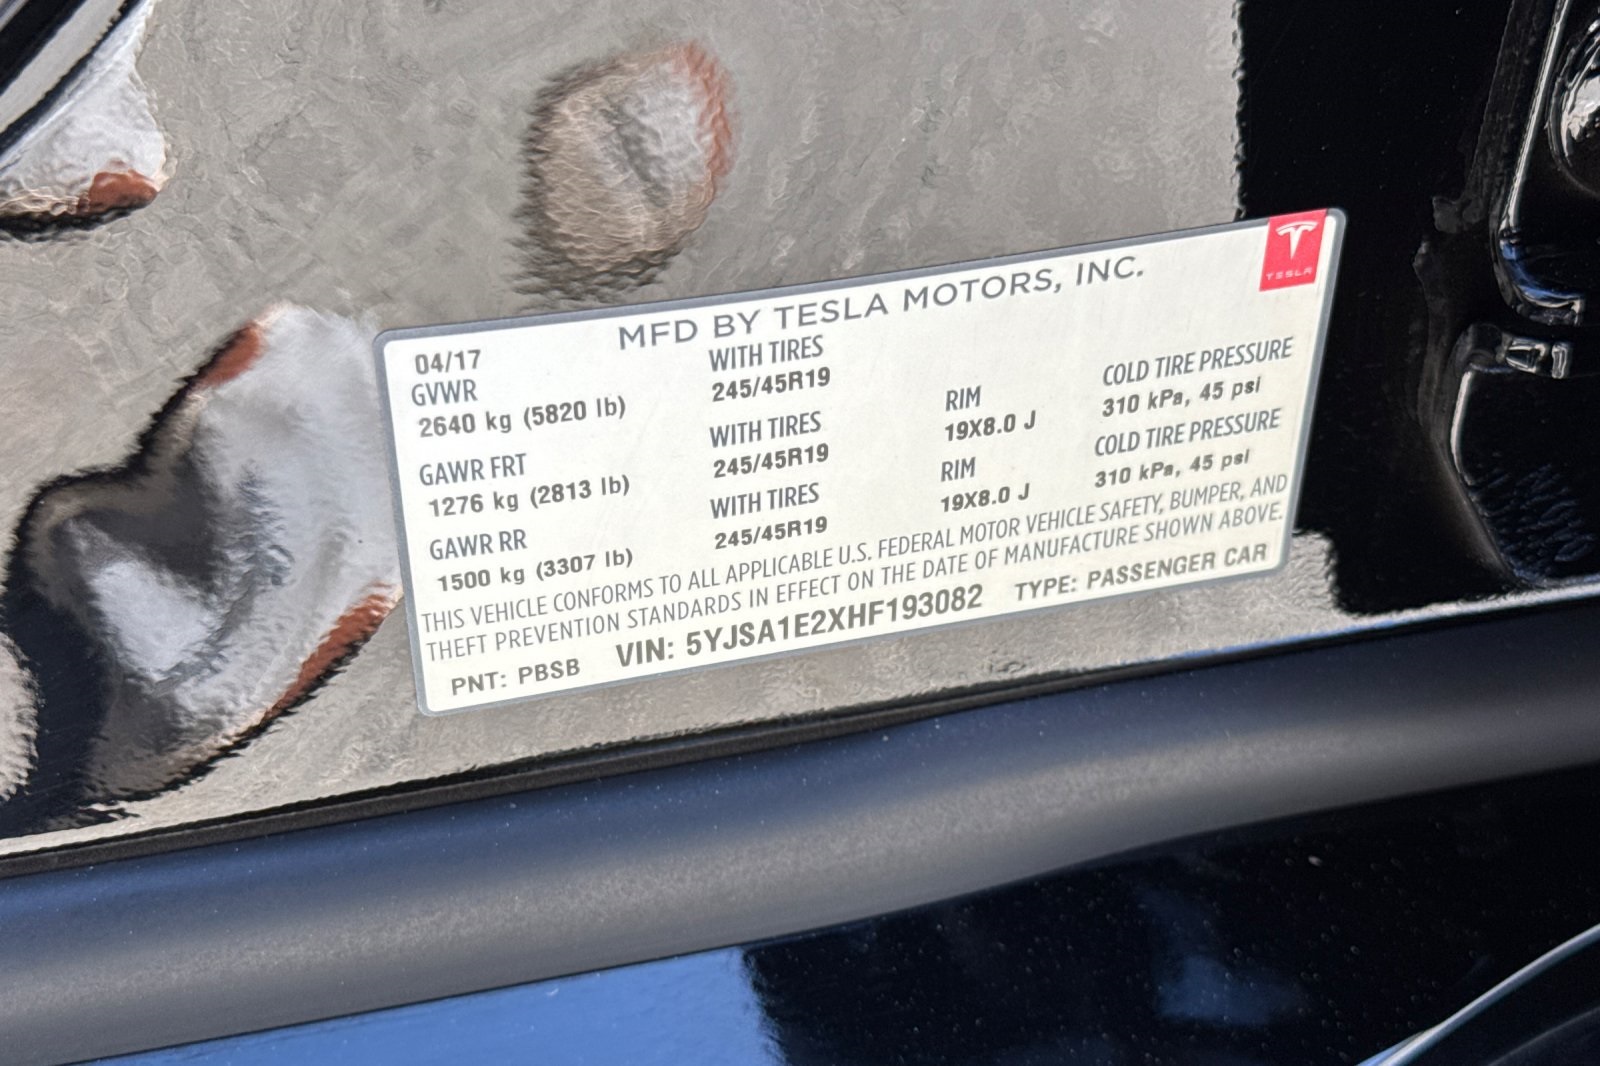 MFD BY TESLA MOTORS, INC.
TESLA
04/17
GVWR WITH TIRES
2640 kg (5820 lb) 245/45R19 RIM COLD TIRE PRESSURE
GAWR FRT WITH TIRES 19X8.0 J 310 kPa, 45 psi
1276 kg (2813 lb) 245/45R19 RIM COLD TIRE PRESSURE
GAWR RR WITH TIRES 19X8.0 J 310 kPa, 45 psi
1500 kg (3307 lb) 245/45R19
THIS VEHICLE CONFORMS TO ALL APPLICABLE U.S. FEDERAL MOTOR VEHICLE SAFETY, BUMPER, AND
THEFT PREVENTION STANDARDS IN EFFECT ON THE DATE OF MANUFACTURE SHOWN ABOVE.
PNT: PBSB VIN: 5YJSA1E2XHF193082 TYPE: PASSENGER CAR